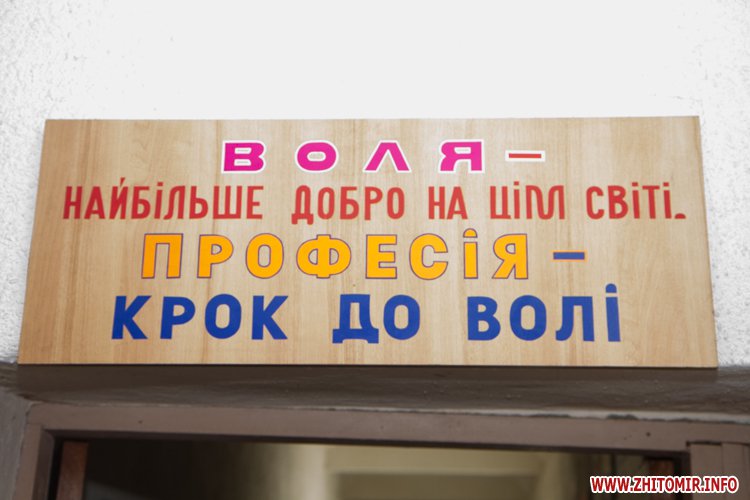 ВОЛЯ –
НАЙБІЛЬШЕ ДОБРО НА ЦІМ СВІТІ.
ПРОФЕСІЯ –
КРОК ДО ВОЛІ
WWW.ZHITOMIR.INFO